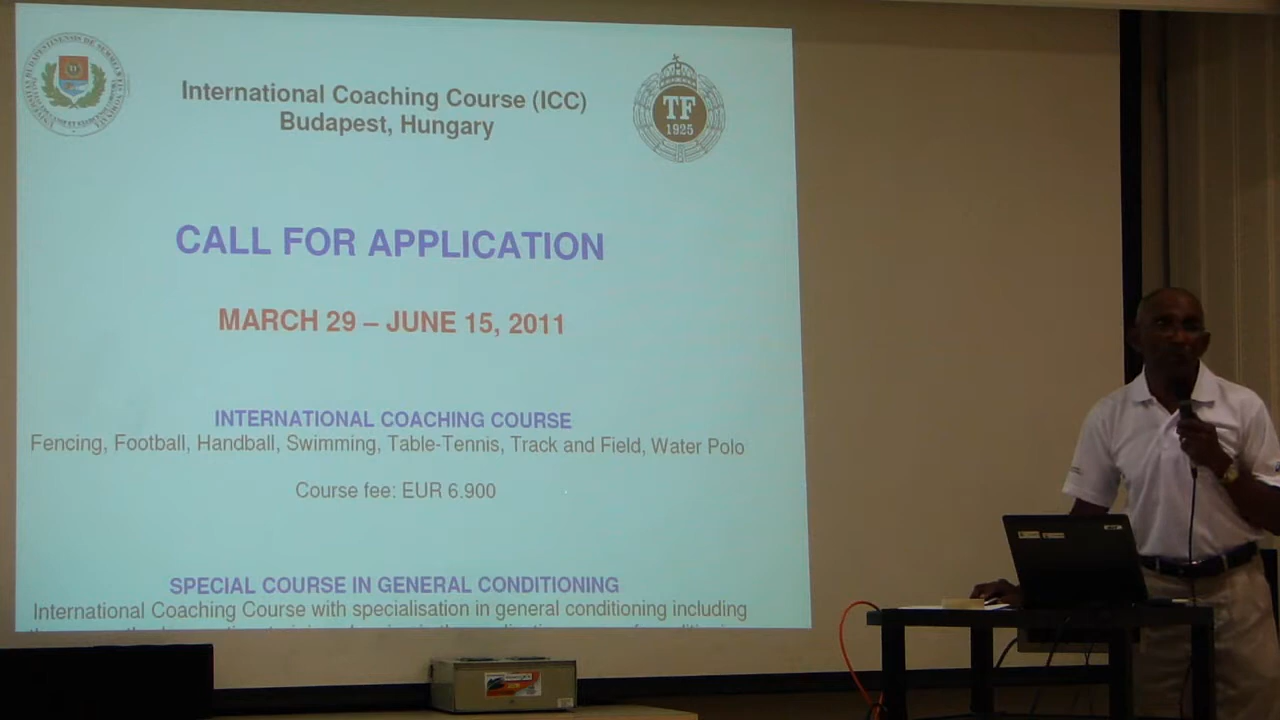 International Coaching Course (ICC)
Budapest, Hungary
TF
1925
CALL FOR APPLICATION
MARCH 29 – JUNE 15, 2011
INTERNATIONAL COACHING COURSE
Fencing, Football, Handball, Swimming, Table-Tennis, Track and Field, Water Polo
Course fee: EUR 6.900
SPECIAL COURSE IN GENERAL CONDITIONING
International Coaching Course with specialisation in general conditioning including